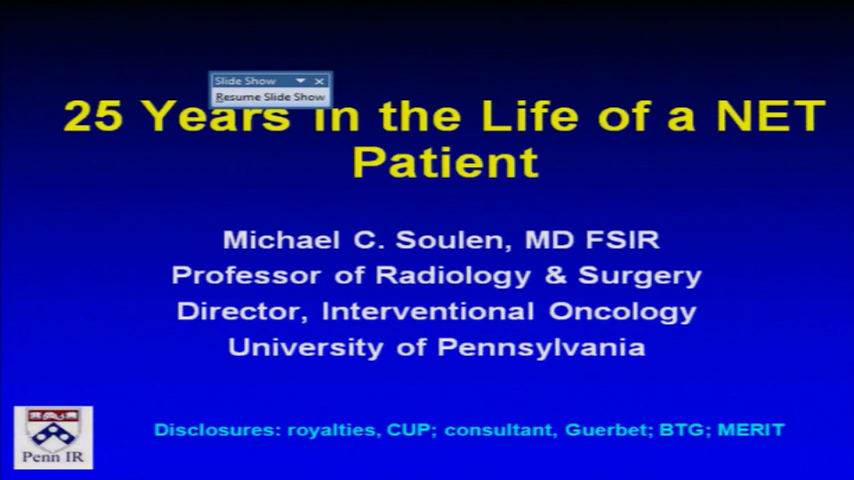 Slide Show
Resume Slide Show
25 Years in the Life of a NET
Patient
Michael C. Soulen, MD FSIR
Professor of Radiology & Surgery
Director, Interventional Oncology
University of Pennsylvania
Disclosures: royalties, CUP; consultant, Guerbet; BTG; MERIT
Penn IR